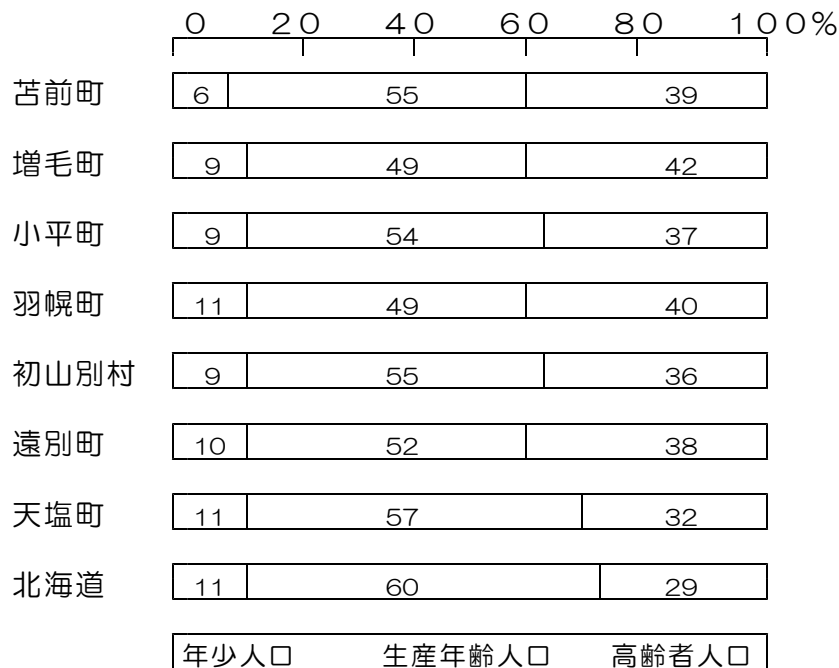 0 20 40 60 80 100%
苫前町 6 55 39
増毛町 9 49 42
小平町 9 54 37
羽幌町 11 49 40
初山別村 9 55 36
遠別町 10 52 38
天塩町 11 57 32
北海道 11 60 29
年少人口 生産年齢人口 高齢者人口